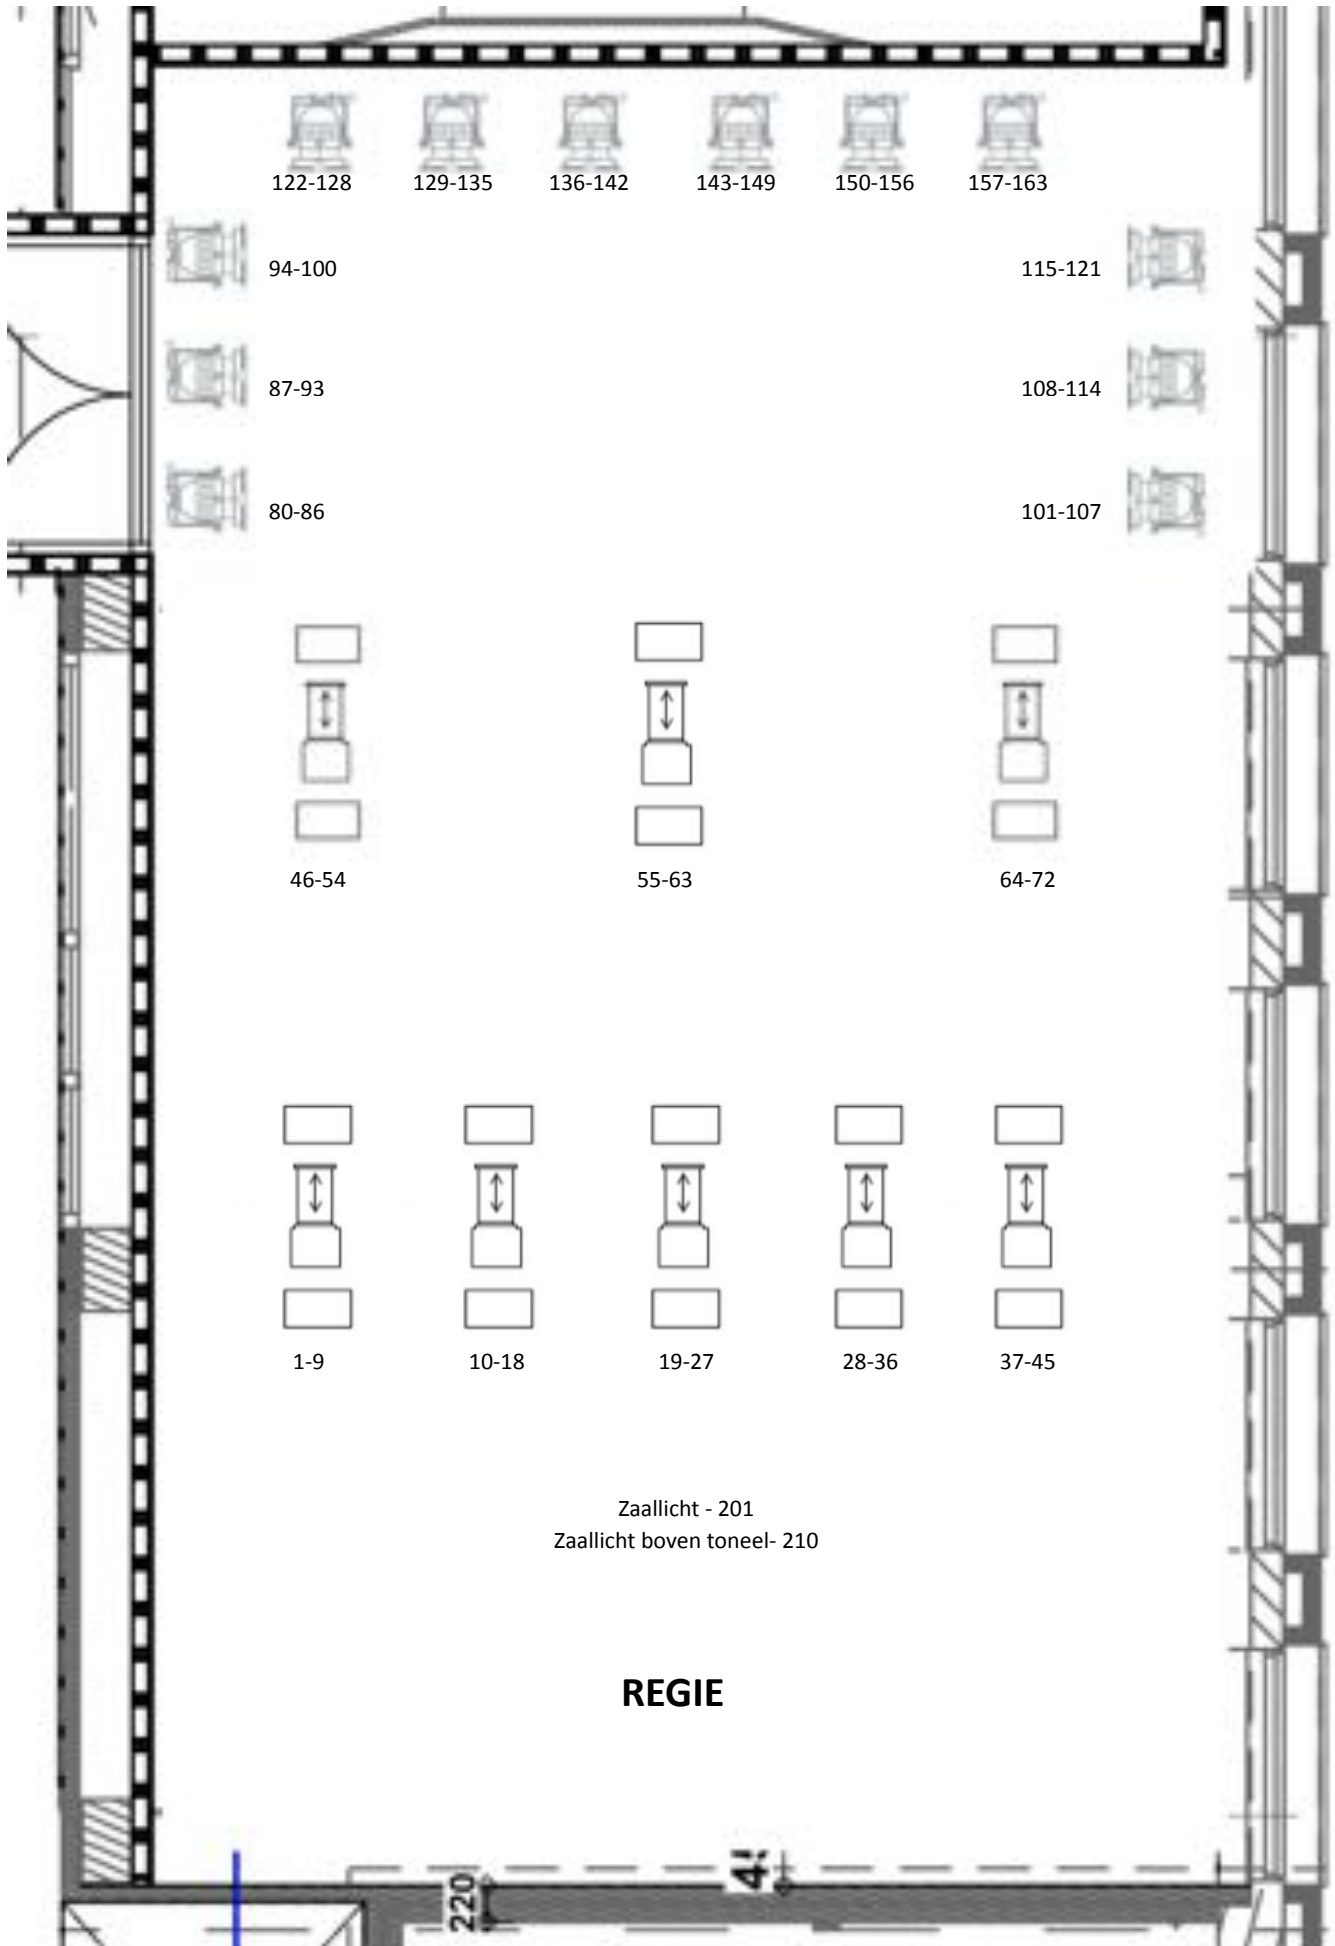 122-128 129-135 136-142 143-149 150-156 157-163
94-100 115-121
87-93 108-114
80-86 101-107
46-54 55-63 64-72
1-9 10-18 19-27 28-36 37-45
Zaallicht - 201
Zaallicht boven toneel- 210
REGIE
220